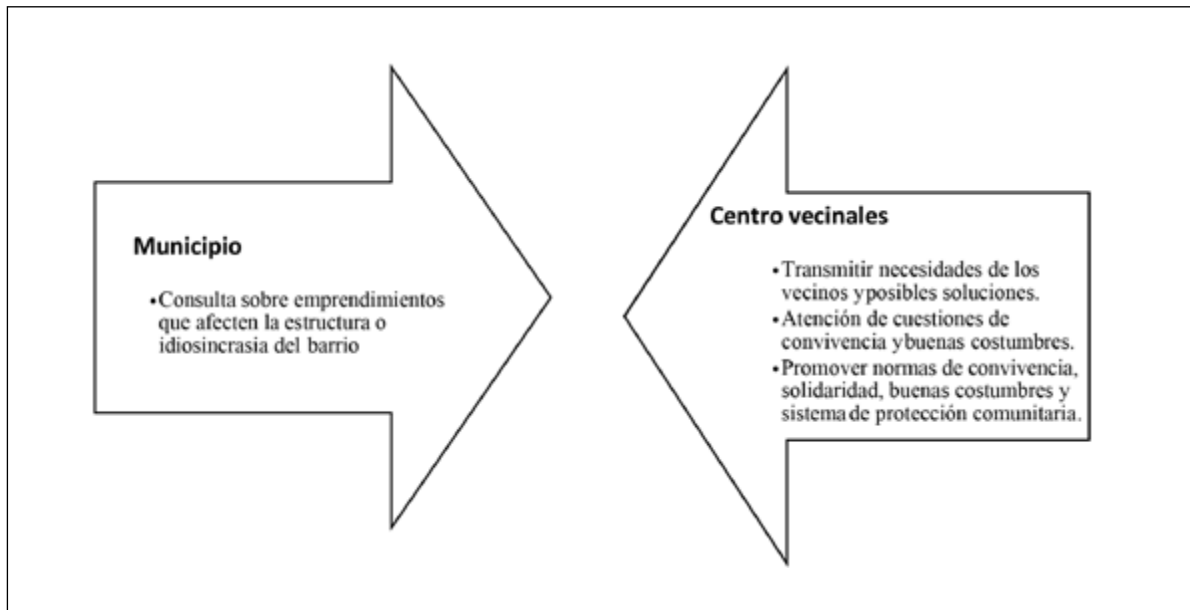 Municipio
•Consulta sobre emprendimientos
que afecten la estructura o
idiosincrasia del barrio
Centro vecinales
•Transmitir necesidades de los
vecinos yposibles soluciones.
•Atención de cuestiones de
convivencia ybuenas costumbres.
•Promover normas de convivencia,
solidaridad, buenas costumbres y
sistema de protección comunitaria.